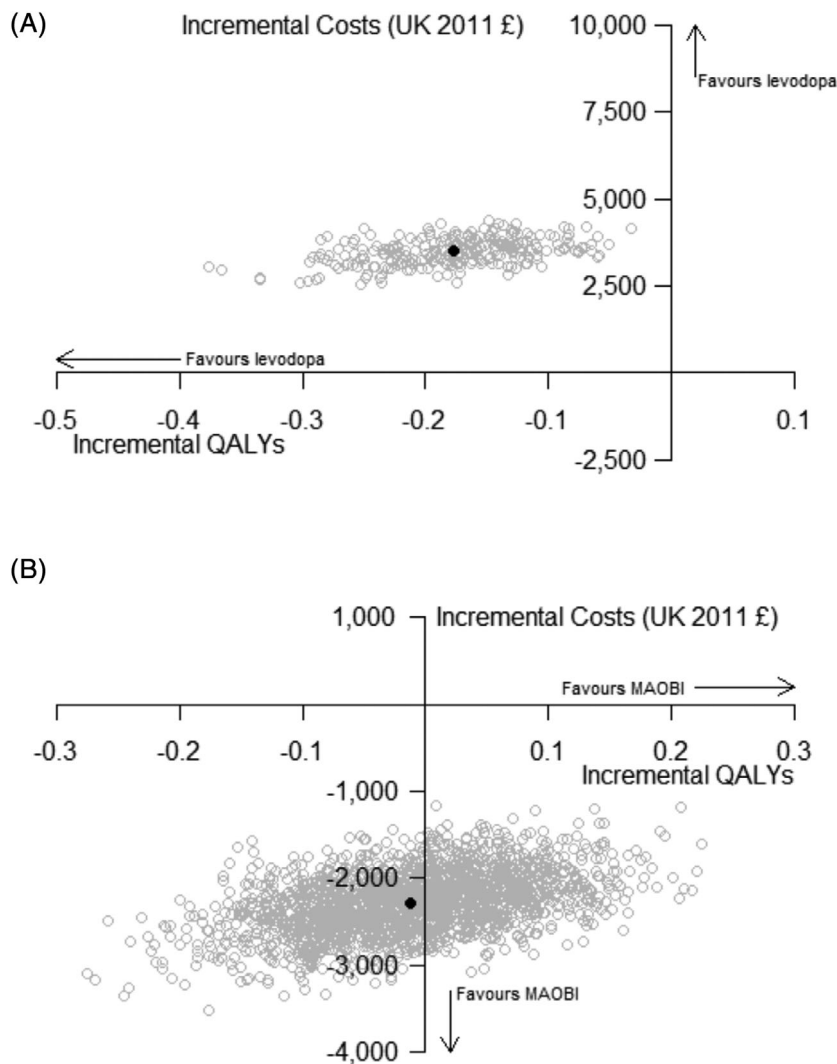 (A)
Incremental Costs (UK 2011 £)
10,000
Favours levodopa
7,500
5,000
2,500
Favours levodopa
-0.5 -0.4 -0.3 -0.2 -0.1 0.1
Incremental QALYs
-2,500
(B)
1,000 Incremental Costs (UK 2011 £)
Favours MAOBI
-0.3 -0.2 -0.1 0.1 0.2 0.3
Incremental QALYs
-1,000
-2,000
-3,000
Favours MAOBI
-4,000